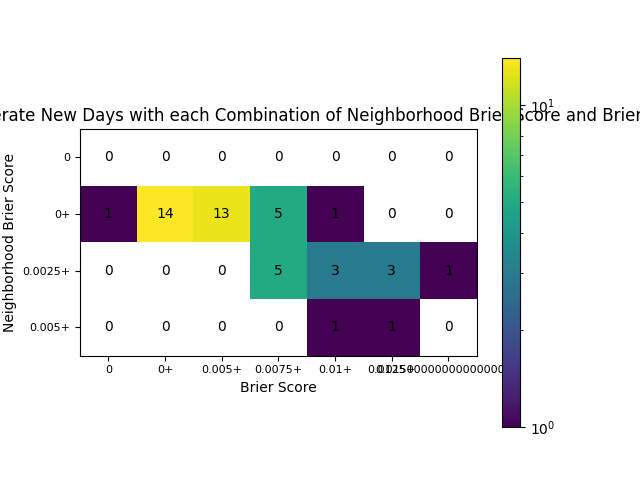 erate New Days with each Combination of Neighborhood Brier Score and Brier
Neighborhood Brier Score
0 0 0 0 0 0 0 0
0+ 1 14 13 5 1 0 0
0.0025+ 0 0 0 5 3 3 1
0.005+ 0 0 0 0 1 1 0
0 0+ 0.005+ 0.0075+ 0.01+
Brier Score
10¹
10⁰